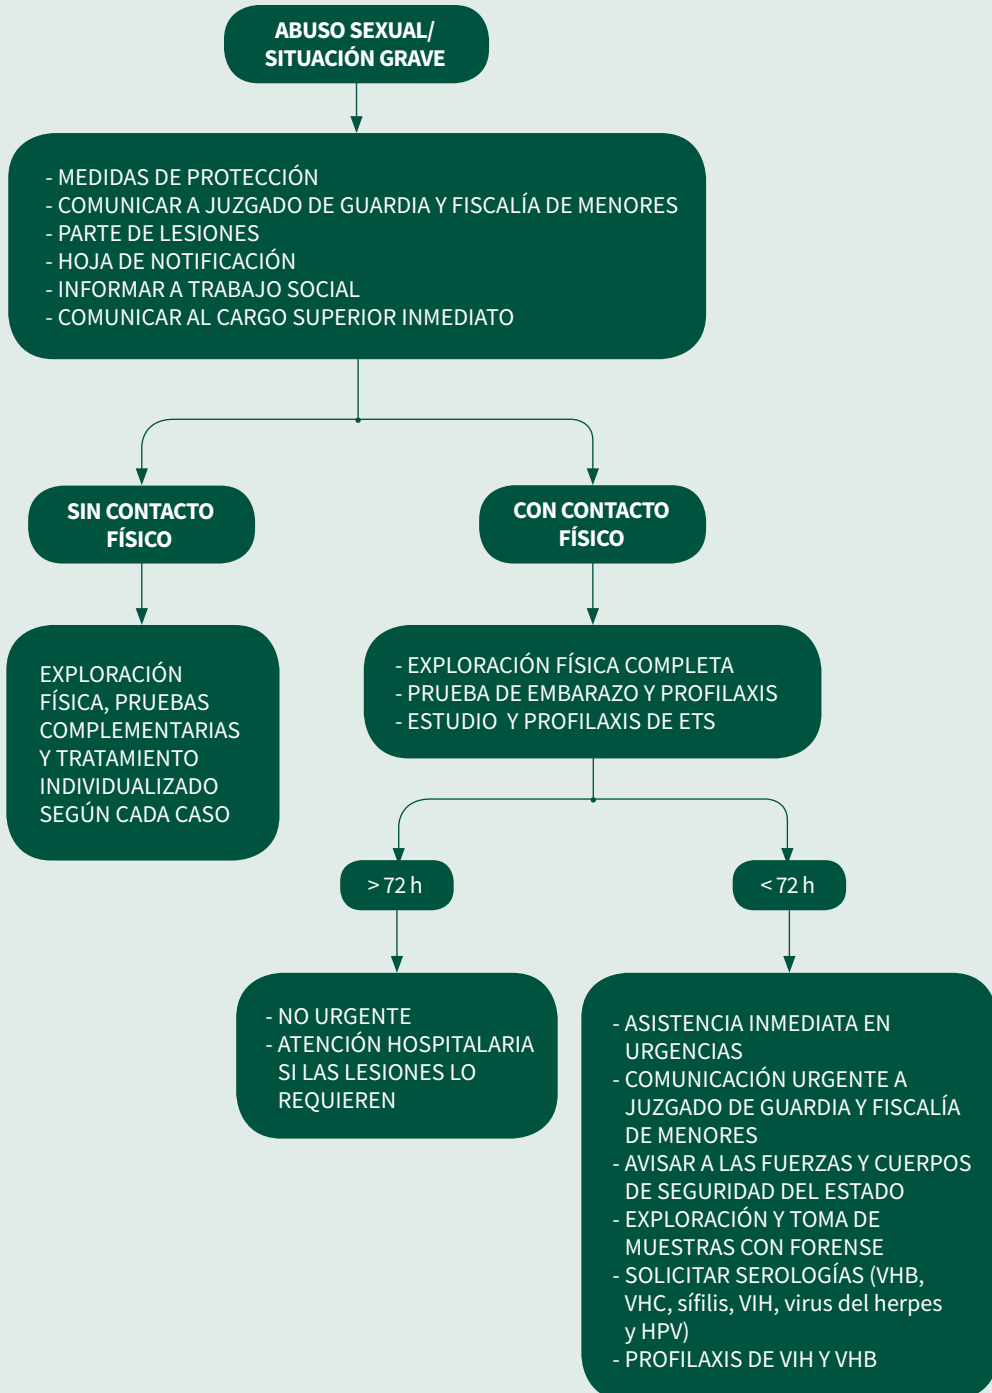 ABUSO SEXUAL/
SITUACIÓN GRAVE
- MEDIDAS DE PROTECCIÓN
- COMUNICAR A JUZGADO DE GUARDIA Y FISCALÍA DE MENORES
- PARTE DE LESIONES
- HOJA DE NOTIFICACIÓN
- INFORMAR A TRABAJO SOCIAL
- COMUNICAR AL CARGO SUPERIOR INMEDIATO
SIN CONTACTO
FÍSICO
CON CONTACTO
FÍSICO
EXPLORACIÓN
FÍSICA, PRUEBAS
COMPLEMENTARIAS
Y TRATAMIENTO
INDIVIDUALIZADO
SEGÚN CADA CASO
- EXPLORACIÓN FÍSICA COMPLETA
- PRUEBA DE EMBARAZO Y PROFILAXIS
- ESTUDIO Y PROFILAXIS DE ETS
> 72 h
< 72 h
- NO URGENTE
- ATENCIÓN HOSPITALARIA
SI LAS LESIONES LO
REQUIEREN
- ASISTENCIA INMEDIATA EN
URGENCIAS
- COMUNICACIÓN URGENTE A
JUZGADO DE GUARDIA Y FISCALÍA
DE MENORES
- AVISAR A LAS FUERZAS Y CUERPOS
DE SEGURIDAD DEL ESTADO
- EXPLORACIÓN Y TOMA DE
MUESTRAS CON FORENSE
- SOLICITAR SEROLOGÍAS (VHB,
VHC, sífilis, VIH, virus del herpes
y HPV)
- PROFILAXIS DE VIH Y VHB